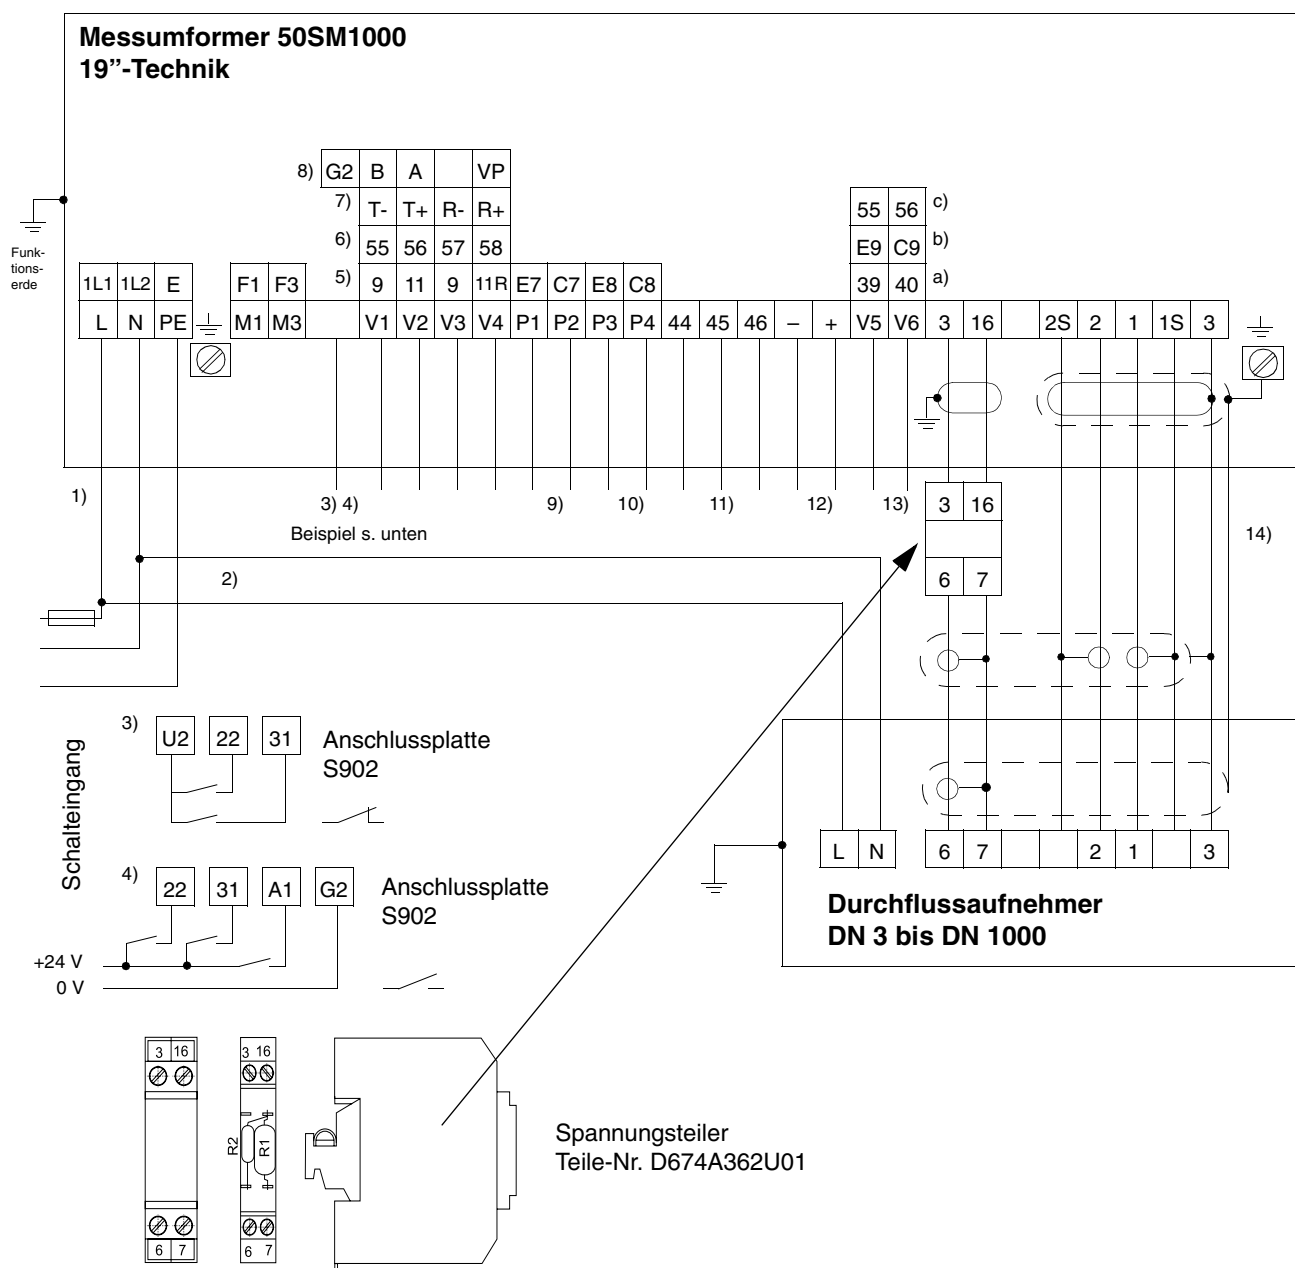 Messumformer 50SM1000
19”-Technik
8) G2 B A VP
7) T- T+ R- R+ 55 56 c)
6) 55 56 57 58 E9 C9 b)
Funk-
tions-
erde
1L1 1L2 E F1 F3 5) 9 11 9 11R E7 C7 E8 C8 39 40 a)
L N PE M1 M3 V1 V2 V3 V4 P1 P2 P3 P4 44 45 46 – + V5 V6 3 16 2S 2 1 1S 3
1) 3) 4) 9) 10) 11) 12) 13) 3 16
Beispiel s. unten 14)
2) 6 7
Schalteingang
3) U2 22 31 Anschlussplatte
S902
L N 6 7 2 1 3
4) 22 31 A1 G2 Anschlussplatte
S902
Durchflussaufnehmer
DN 3 bis DN 1000
+24 V
0 V
3 16 3 16
R2 R1
Spannungsteiler
Teile-Nr. D674A362U01
6 7 6 7